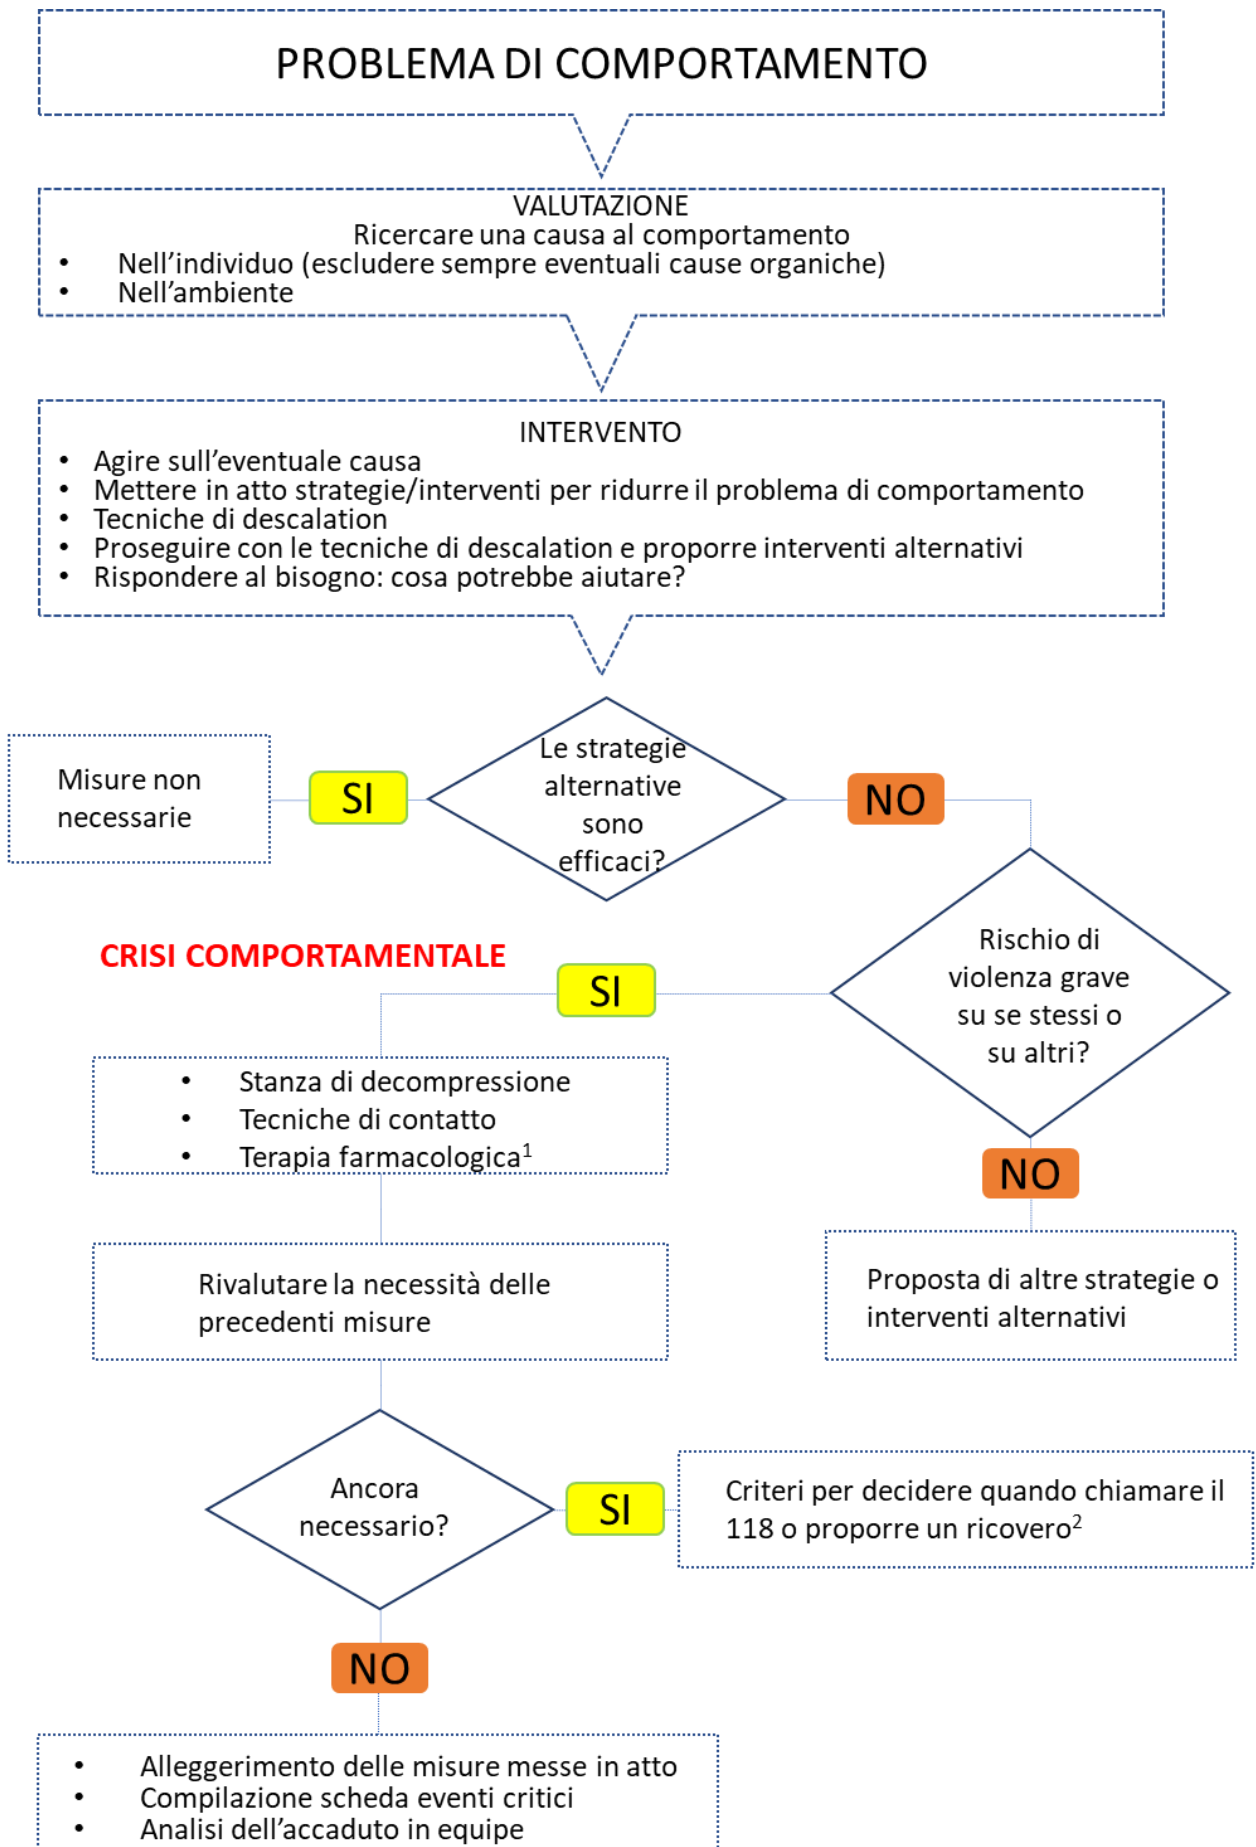 PROBLEMA DI COMPORTAMENTO
VALUTAZIONE
Ricercare una causa al comportamento
• Nell'individuo (escludere sempre eventuali cause organiche)
• Nell'ambiente
INTERVENTO
• Agire sull'eventuale causa
• Mettere in atto strategie/interventi per ridurre il problema di comportamento
• Tecniche di descalation
• Proseguire con le tecniche di descalation e proporre interventi alternativi
• Rispondere al bisogno: cosa potrebbe aiutare?
Le strategie
alternative
sono
efficaci?
SI
Misure non
necessarie
NO
Rischio di
violenza grave
su se stessi o
su altri?
CRISI COMPORTAMENTALE
SI
• Stanza di decompressione
• Tecniche di contatto
• Terapia farmacologica¹
NO
Proposta di altre strategie o
interventi alternativi
Rivalutare la necessità delle
precedenti misure
Ancora
necessario?
SI
Criteri per decidere quando chiamare il
118 o proporre un ricovero²
NO
• Alleggerimento delle misure messe in atto
• Compilazione scheda eventi critici
• Analisi dell'accaduto in equipe